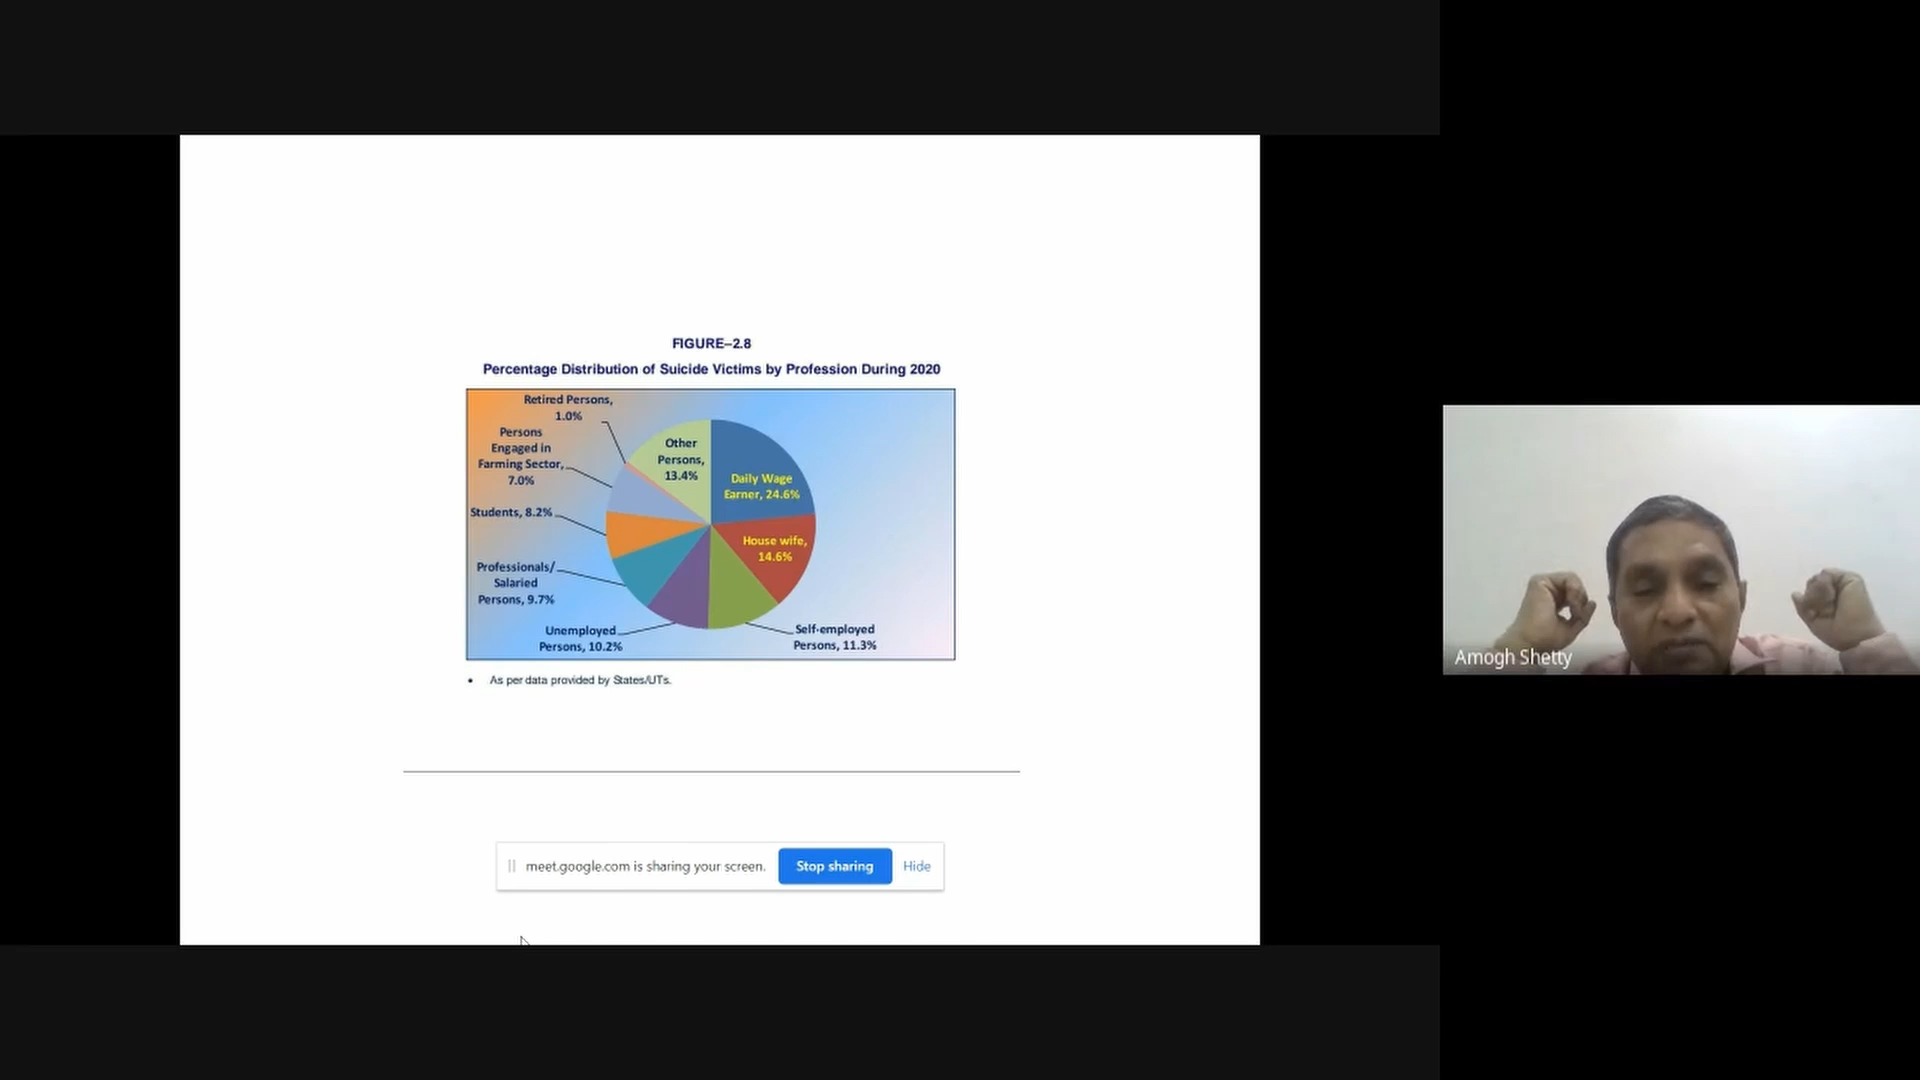 FIGURE–2.8
Percentage Distribution of Suicide Victims by Profession During 2020
Retired Persons,
1.0%
Persons
Engaged in
Farming Sector,
7.0%
Students, 8.2%
Professionals/
Salaried
Persons, 9.7%
Unemployed
Persons, 10.2%
Self-employed
Persons, 11.3%
House wife,
14.6%
Daily Wage
Earner, 24.6%
Other
Persons,
13.4%
• As per data provided by States/UTs.
meet.google.com is sharing your screen. Stop sharing Hide
Amogh Shetty